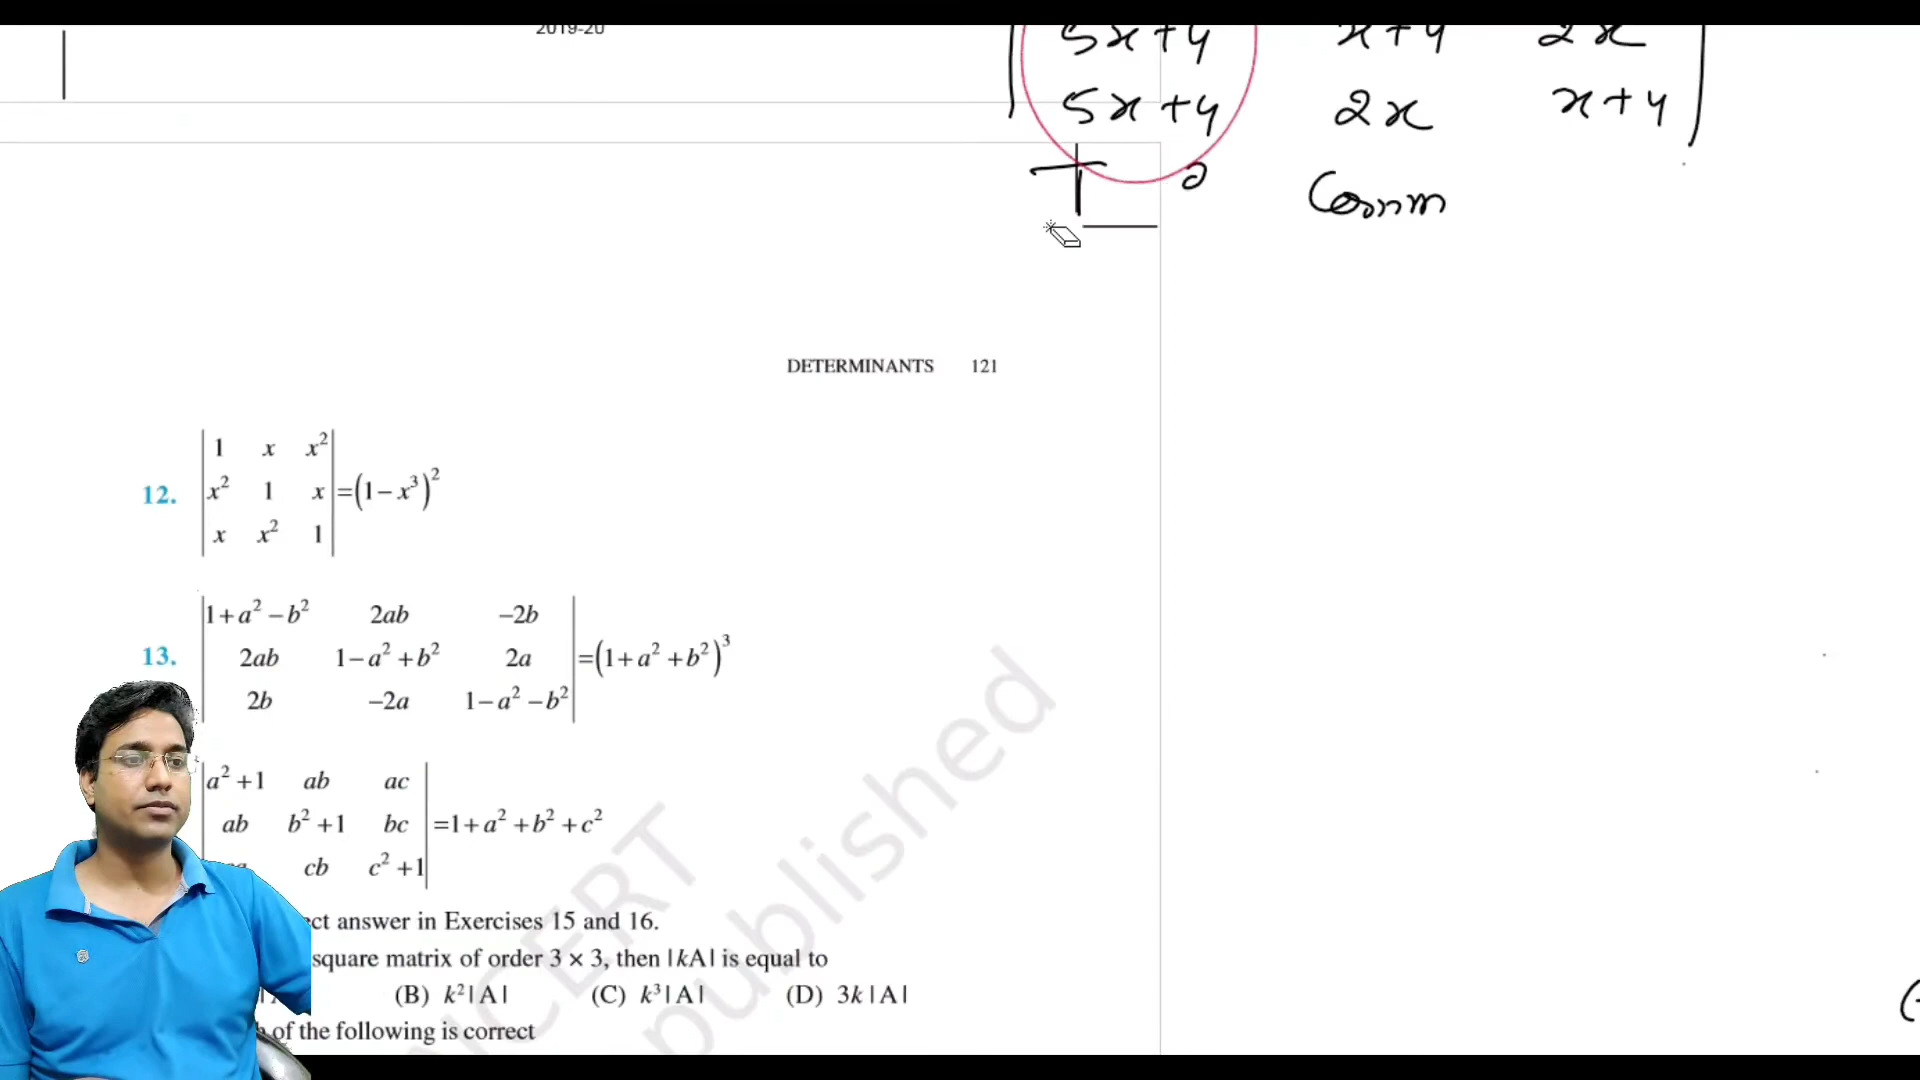 2019-20
5x+4 x+4 2x
5x+4 2x x+4
DETERMINANTS 121
12. |1 x x²|
|x² 1 x| =(1−x³)²
|x x² 1|
13. |1+a²−b² 2ab −2b|
|2ab 1−a²+b² 2a| =(1+a²+b²)³
|2b −2a 1−a²−b²|
|a²+1 ab ac|
|ab b²+1 bc| =1+a²+b²+c²
cb c²+1|
ct answer in Exercises 15 and 16.
square matrix of order 3 × 3, then |kA| is equal to
(B) k²|A| (C) k³|A| (D) 3k|A|
of the following is correct
NCERT
published